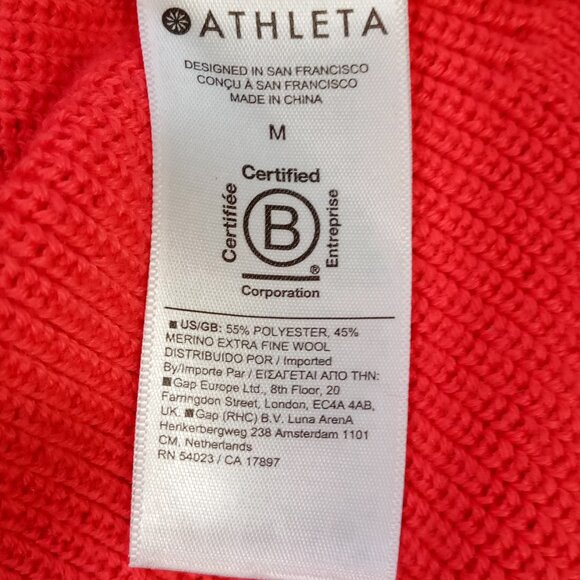 ATHLETA
DESIGNED IN SAN FRANCISCO
CONÇU À SAN FRANCISCO
MADE IN CHINA
M
Certified
Certifiée
B
Entreprise
®
Corporation
US/GB: 55% POLYESTER, 45%
MERINO EXTRA FINE WOOL
DISTRIBUIDO POR / Imported
By/Importe Par / ΕΙΣΑΓΕΤΑΙ ΑΠΟ ΤΗΝ:
Gap Europe Ltd., 8th Floor, 20
Farringdon Street, London, EC4A 4AB,
UK. Gap (RHC) B.V. Luna ArenA
Herikerbergweg 238 Amsterdam 1101
CM, Netherlands
RN 54023 / CA 17897